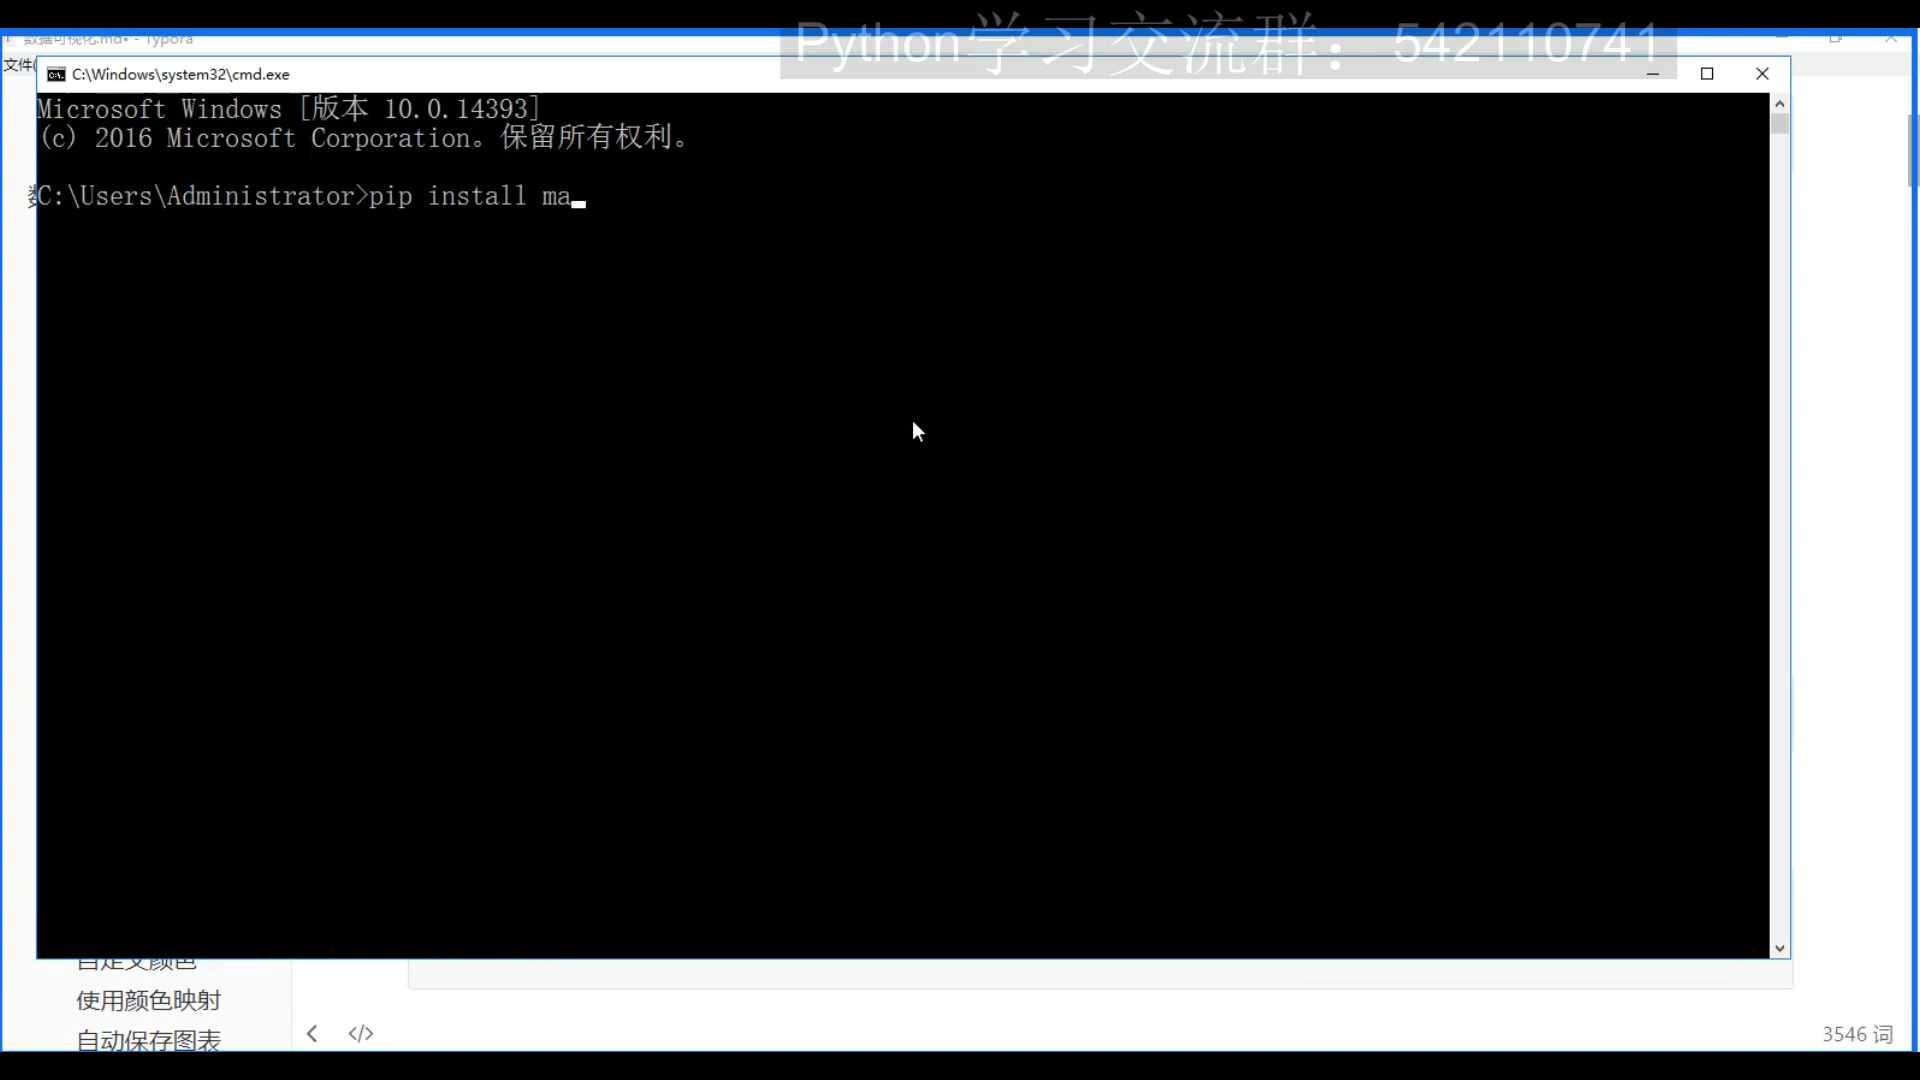 Python学习交流群：542110741
数据可视化.md• - Typora
文件(
C:\Windows\system32\cmd.exe
Microsoft Windows [版本 10.0.14393]
(c) 2016 Microsoft Corporation。保留所有权利。
C:\Users\Administrator>pip install ma
自定义颜色
使用颜色映射
自动保存图表
3546 词